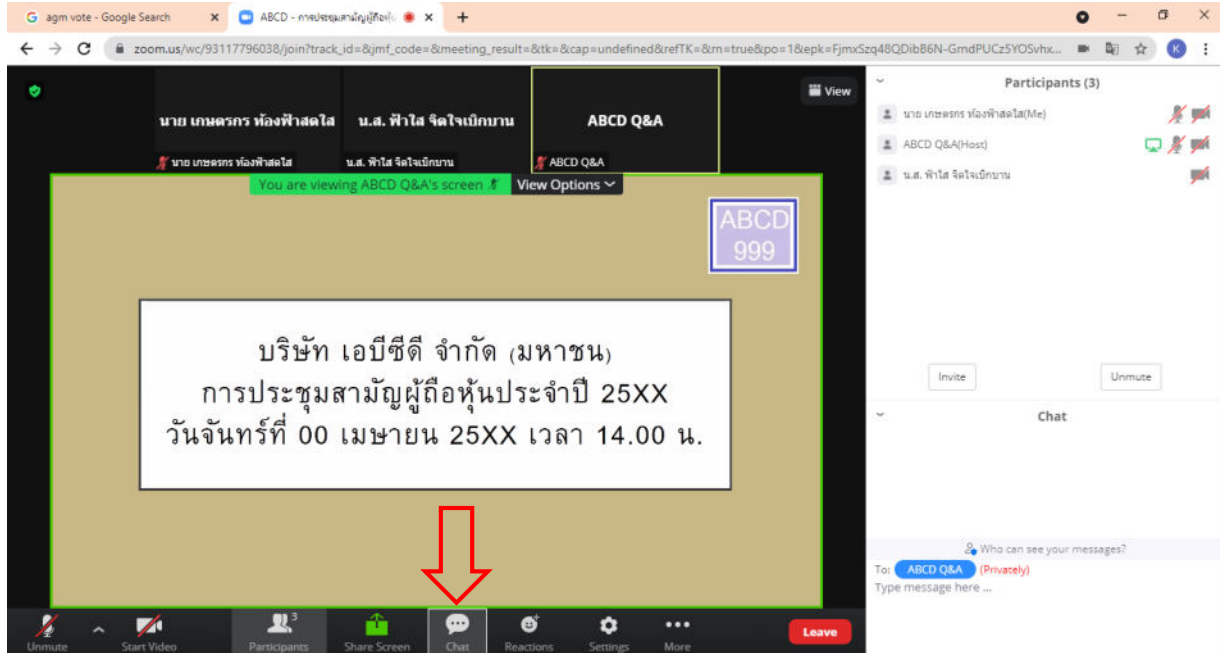 agm vote - Google Search
ABCD - การประชุมสามัญผู้ถือหุ้น
zoom.us/wc/93117796038/join?track_id=&jmf_code=&meeting_result=&tk=&cap=undefined&refTK=&rn=true&po=1&epk=FjmxSzq48QDibB6N-GmdPUCz5YOSvhx...
K
View
นาย เกษตรกร ท้องฟ้าสดใส
น.ส. ฟ้าใส จิตใจเบิกบาน
ABCD Q&A
นาย เกษตรกร ท้องฟ้าสดใส
น.ส. ฟ้าใส จิตใจเบิกบาน
ABCD Q&A
You are viewing ABCD Q&A's screen
View Options
ABCD
999
บริษัท เอบีซีดี จำกัด (มหาชน)
การประชุมสามัญผู้ถือหุ้นประจำปี 25XX
วันจันทร์ที่ 00 เมษายน 25XX เวลา 14.00 น.
Unmute
Start Video
3
Participants
Share Screen
Chat
Reactions
Settings
More
Leave
Participants (3)
นาย เกษตรกร ท้องฟ้าสดใส(Me)
ABCD Q&A(Host)
น.ส. ฟ้าใส จิตใจเบิกบาน
Invite
Unmute
Chat
Who can see your messages?
To: ABCD Q&A (Privately)
Type message here ...